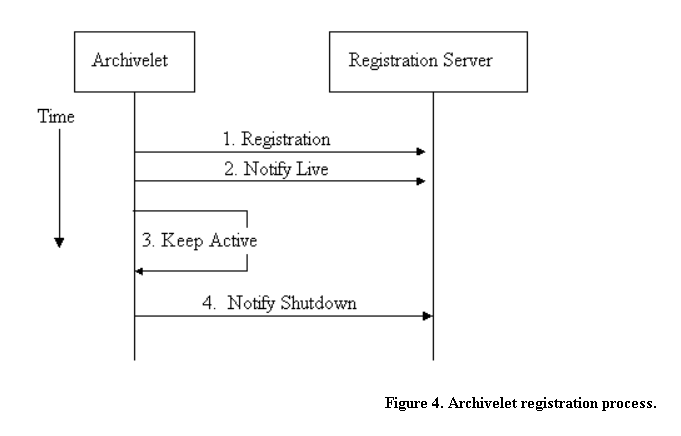 Archivelet
Registration Server
Time
1. Registration
2. Notify Live
3. Keep Active
4. Notify Shutdown
Figure 4. Archivelet registration process.